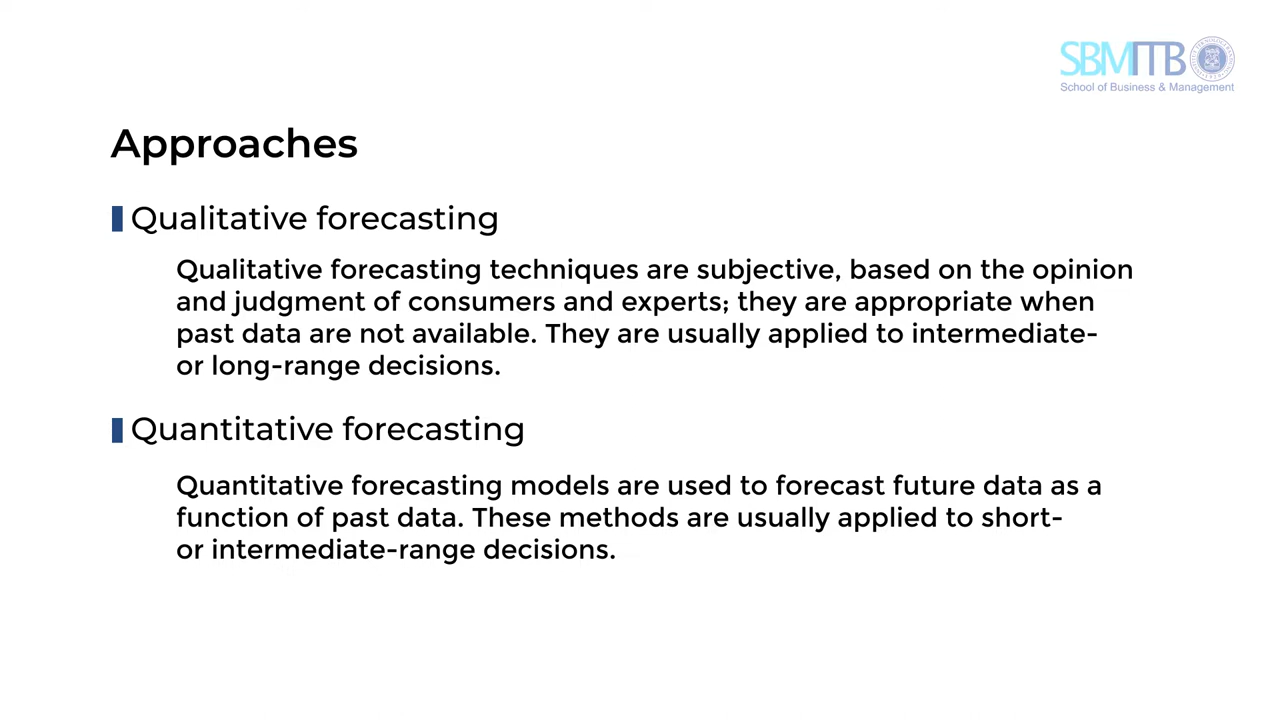 SBMITB
School of Business & Management
Approaches
Qualitative forecasting
Qualitative forecasting techniques are subjective, based on the opinion
and judgment of consumers and experts; they are appropriate when
past data are not available. They are usually applied to intermediate-
or long-range decisions.
Quantitative forecasting
Quantitative forecasting models are used to forecast future data as a
function of past data. These methods are usually applied to short-
or intermediate-range decisions.